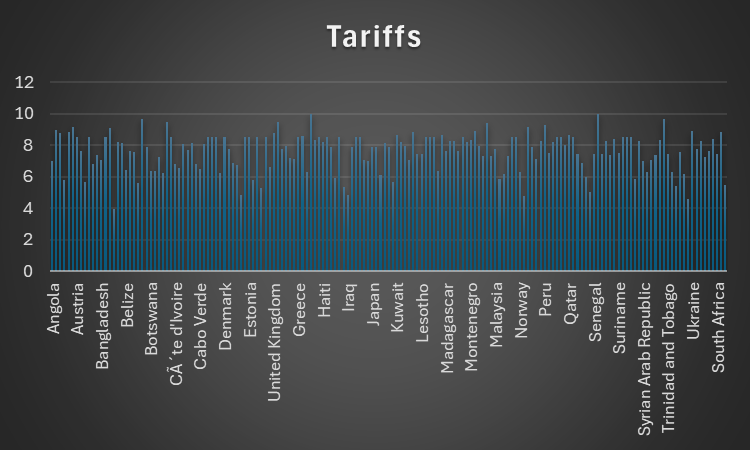 Tariffs
12
10
8
6
4
2
0
Angola
Austria
Bangladesh
Belize
Botswana
CÃ´te d'Ivoire
Cabo Verde
Denmark
Estonia
United Kingdom
Greece
Haiti
Iraq
Japan
Kuwait
Lesotho
Madagascar
Montenegro
Malaysia
Norway
Peru
Qatar
Senegal
Suriname
Syrian Arab Republic
Trinidad and Tobago
Ukraine
South Africa